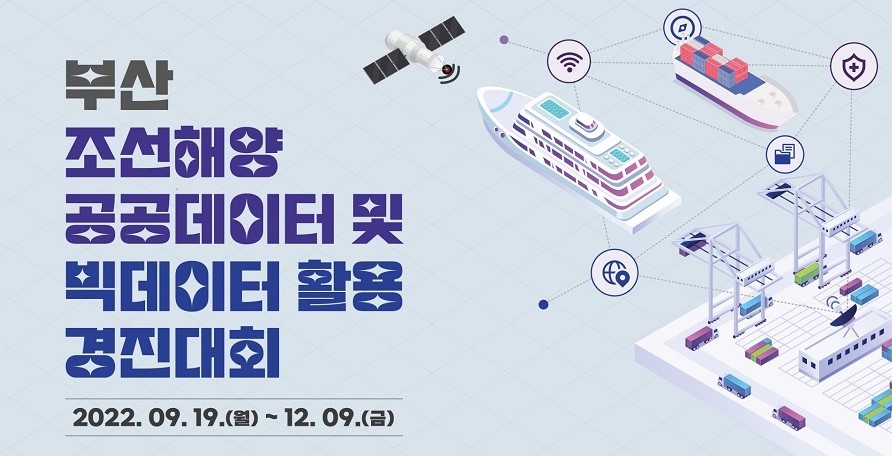 부산
조선해양
공공데이터 및
빅데이터 활용
경진대회
2022. 09. 19.(월) ~ 12. 09.(금)